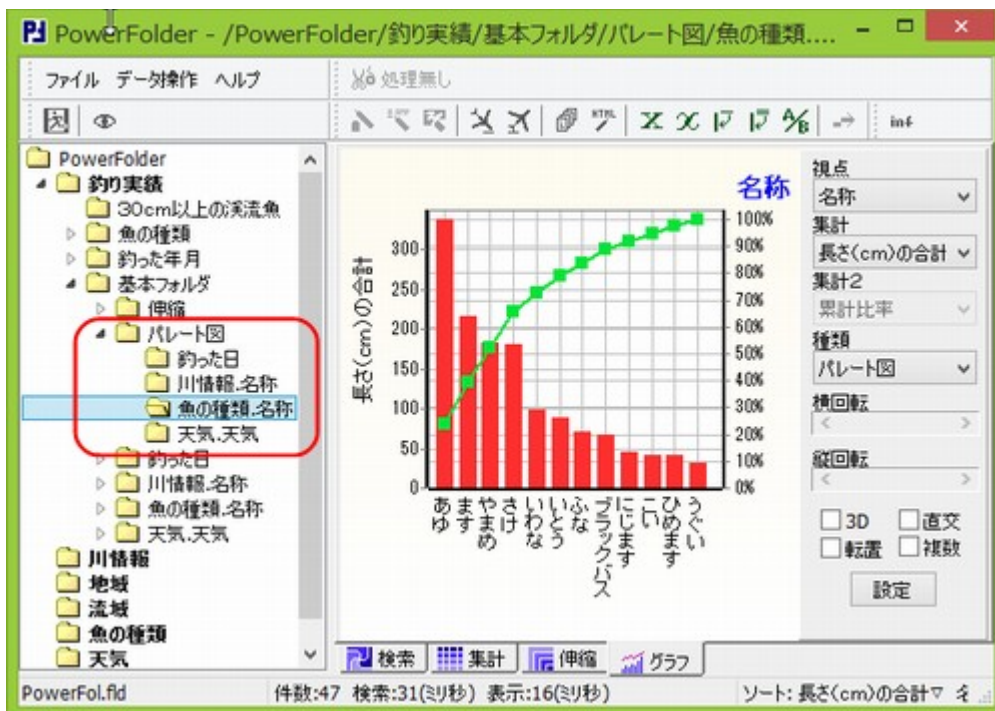 PowerFolder - /PowerFolder/釣り実績/基本フォルダ/パレート図/魚の種類....
ファイル データ操作 ヘルプ
処理無し
HTML
A/B
inf
PowerFolder
釣り実績
30cm以上の渓流魚
魚の種類
釣った年月
基本フォルダ
伸縮
パレート図
釣った日
川情報.名称
魚の種類.名称
天気.天気
釣った日
川情報.名称
魚の種類.名称
天気.天気
川情報
地域
流域
魚の種類
天気
名称
長さ(cm)の合計
300
250
200
150
100
50
0
100%
90%
80%
70%
60%
50%
40%
30%
20%
10%
0%
あゆ
ます
やまめ
さけ
いわな
いとう
ふな
ブラックバス
にじます
こい
ひめます
うぐい
視点
名称
集計
長さ(cm)の合計
集計2
累計比率
種類
パレート図
横回転
縦回転
3D
直交
転置
複数
設定
検索
集計
伸縮
グラフ
PowerFol.fld
件数:47 検索:31(ミリ秒) 表示:16(ミリ秒)
ソート: 長さ(cm)の合計▽